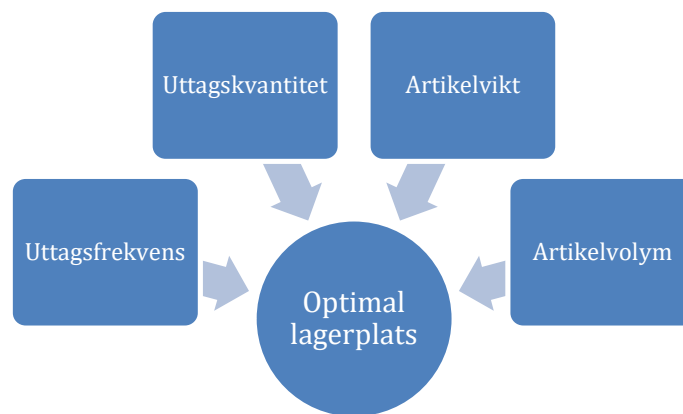 Uttagskvantitet
Artikelvikt
Uttagsfrekvens
Artikelvolym
Optimal
lagerplats